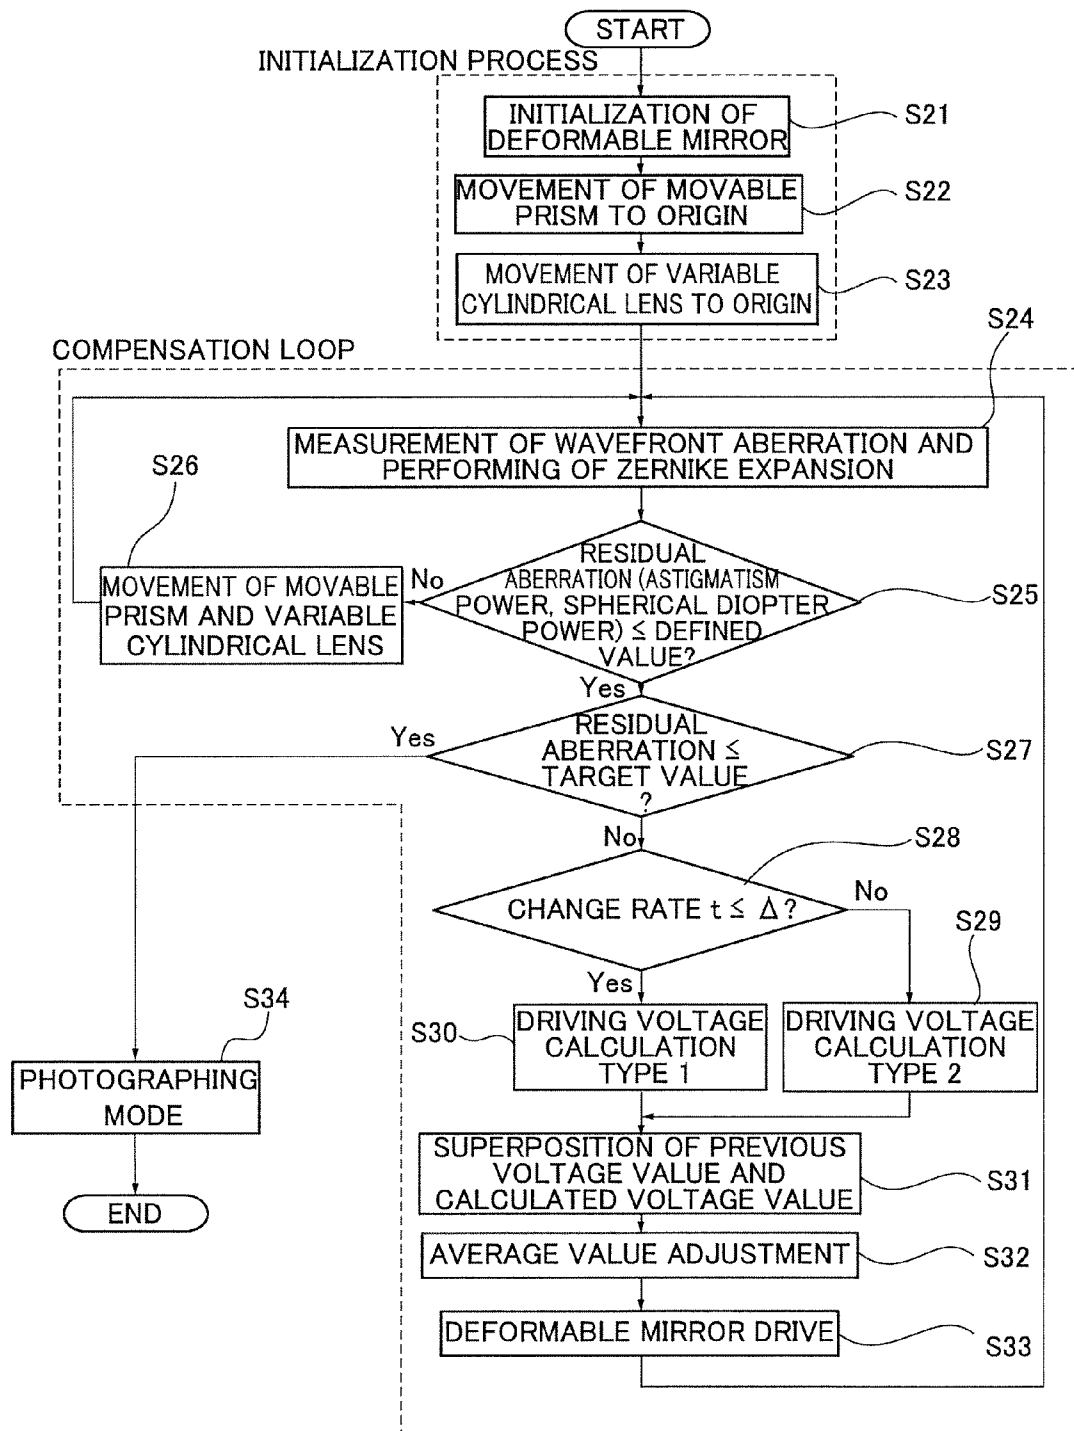 START
INITIALIZATION PROCESS
INITIALIZATION OF
DEFORMABLE MIRROR
S21
MOVEMENT OF MOVABLE
PRISM TO ORIGIN
S22
MOVEMENT OF VARIABLE
CYLINDRICAL LENS TO ORIGIN
S23
COMPENSATION LOOP
S24
MEASUREMENT OF WAVEFRONT ABERRATION AND
PERFORMING OF ZERNIKE EXPANSION
S26
MOVEMENT OF MOVABLE
PRISM AND VARIABLE
CYLINDRICAL LENS
No
RESIDUAL
ABERRATION (ASTIGMATISM
POWER, SPHERICAL DIOPTER
POWER) ≤ DEFINED
VALUE?
S25
Yes
Yes
RESIDUAL
ABERRATION ≤
TARGET VALUE
?
S27
No
S28
CHANGE RATE t ≤ Δ?
No
S29
Yes
S30
DRIVING VOLTAGE
CALCULATION
TYPE 1
DRIVING VOLTAGE
CALCULATION
TYPE 2
S34
PHOTOGRAPHING
MODE
END
SUPERPOSITION OF PREVIOUS
VOLTAGE VALUE AND
CALCULATED VOLTAGE VALUE
S31
AVERAGE VALUE ADJUSTMENT
S32
DEFORMABLE MIRROR DRIVE
S33